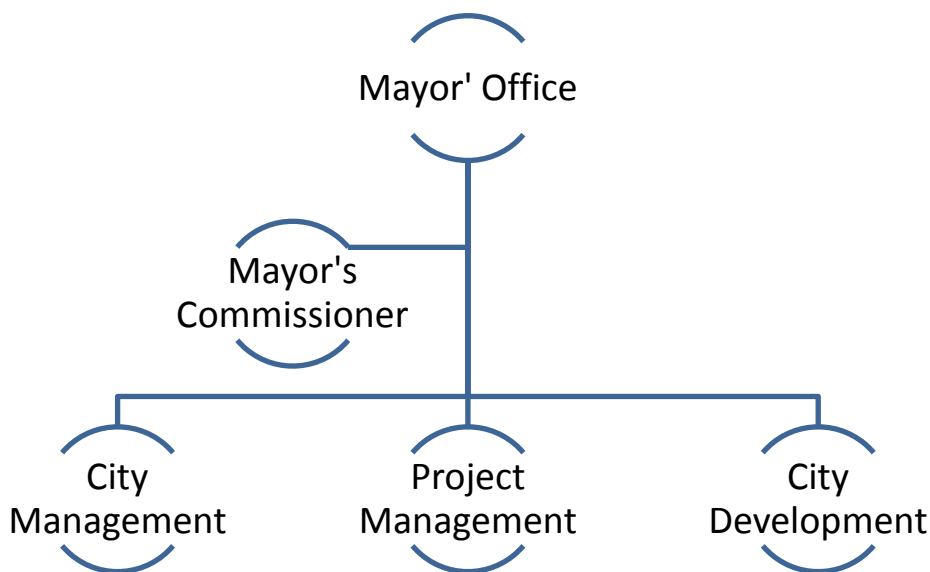 Mayor' Office
Mayor's
Commissioner
City
Management
Project
Management
City
Development